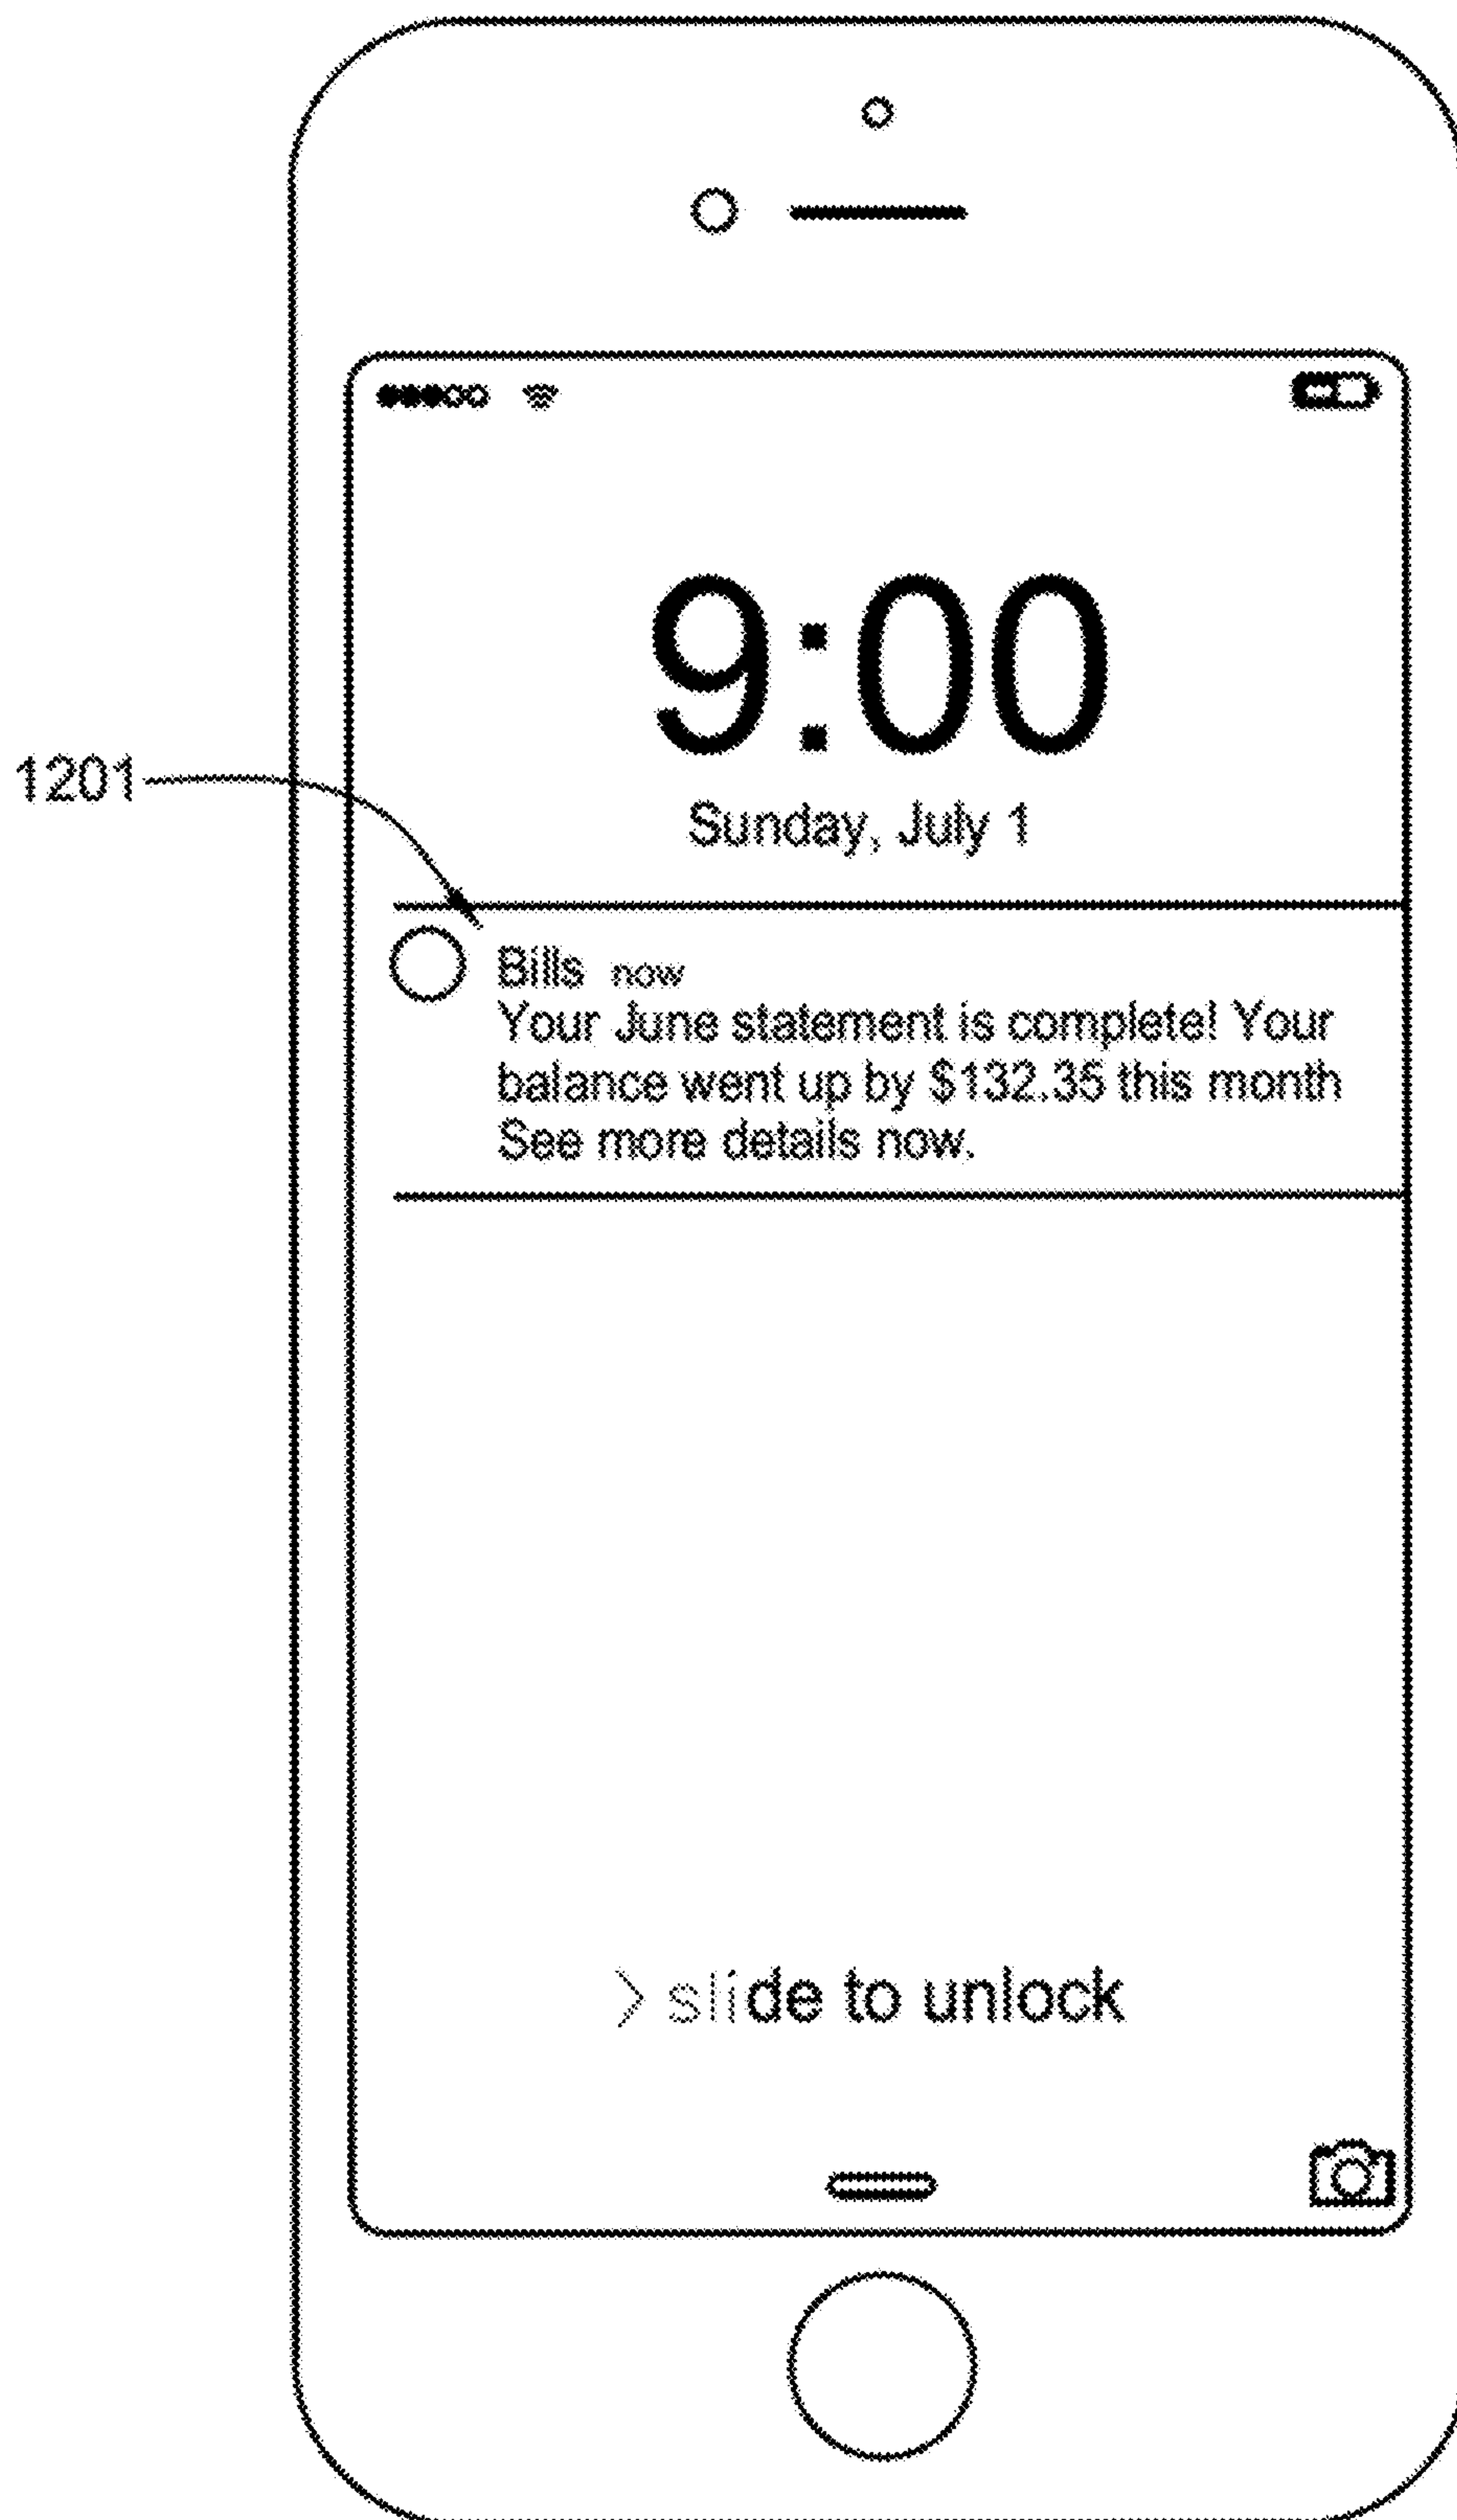 9:00
1201
Sunday, July 1
Bills now
Your June statement is complete! Your
balance went up by $132.35 this month
See more details now.
> slide to unlock